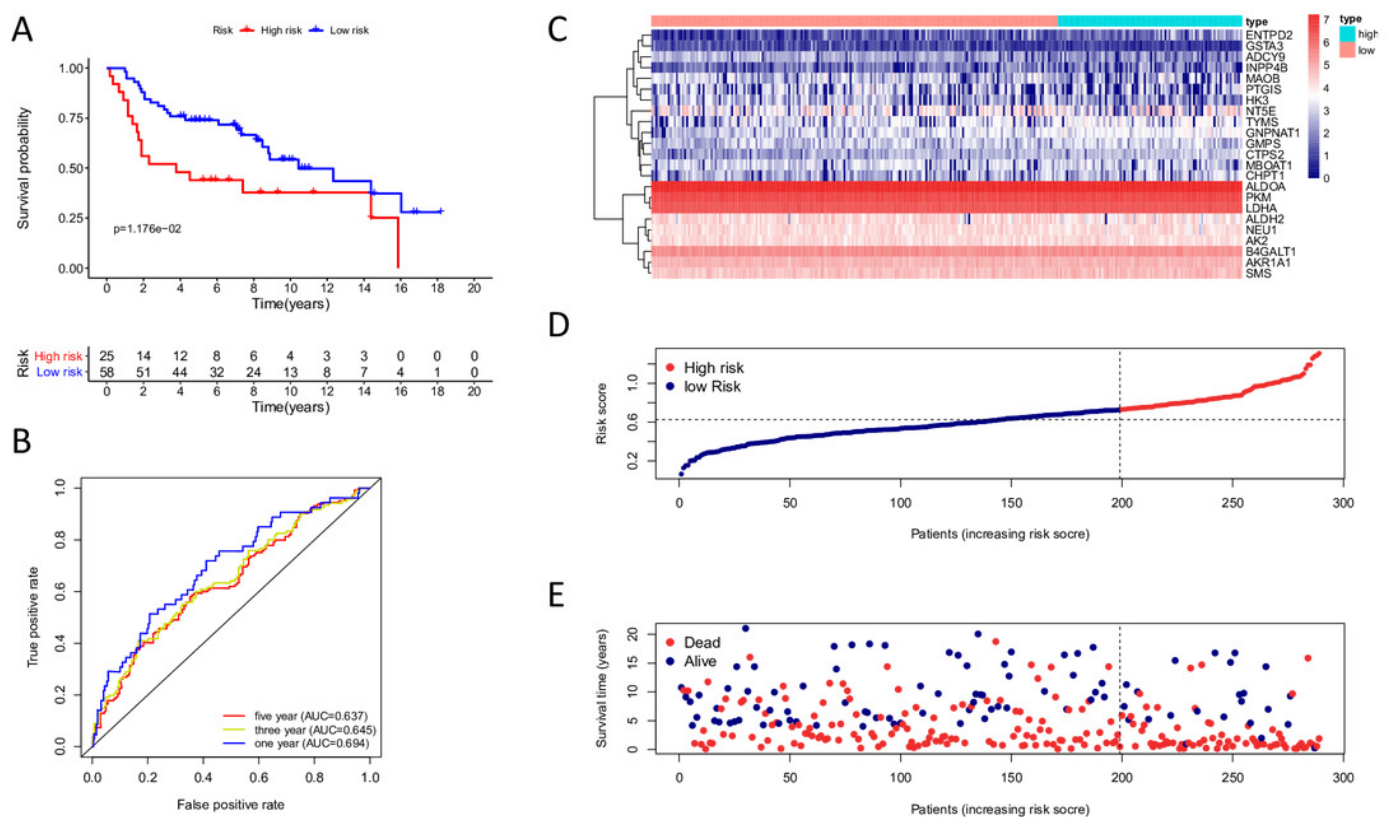 A
Risk High risk Low risk
Survival probability
1.00
0.75
0.50
0.25
0.00
p=1.176e−02
0 2 4 6 8 10 12 14 16 18 20
Time(years)
Risk
High risk 25 14 12 8 6 4 3 3 0 0 0
Low risk 58 51 44 32 24 13 8 7 4 1 0
0 2 4 6 8 10 12 14 16 18 20
Time(years)
B
True positive rate
1.0
0.8
0.6
0.4
0.2
0.0
five year (AUC=0.637)
three year (AUC=0.645)
one year (AUC=0.694)
0.0 0.2 0.4 0.6 0.8 1.0
False positive rate
C
type
ENTPD2
GSTA3
ADCY9
INPP4B
MAOB
PTGIS
HK3
NT5E
TYMS
GNPNAT1
GMPS
CTPS2
MBOAT1
CHPT1
ALDOA
PKM
LDHA
ALDH2
NEU1
AK2
B4GALT1
AKR1A1
SMS
7
6
5
4
3
2
1
0
type
high
low
D
Risk score
1.0
0.6
0.2
High risk
low Risk
0 50 100 150 200 250 300
Patients (increasing risk socre)
E
Survival time (years)
20
15
10
5
0
Dead
Alive
0 50 100 150 200 250 300
Patients (increasing risk socre)